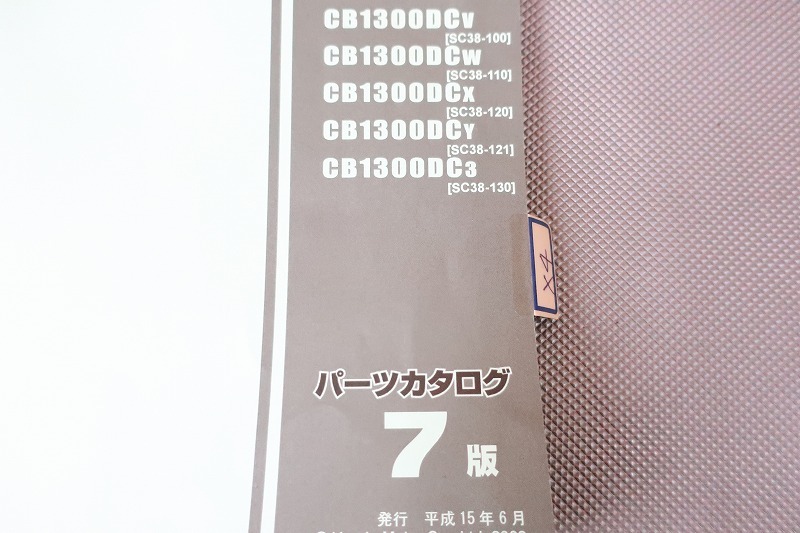 CB1300DCV
[SC38-100]
CB1300DCW
[SC38-110]
CB1300DCX
[SC38-120]
CB1300DCY
[SC38-121]
CB1300DC3
[SC38-130]
X4
パーツカタログ
7版
発行 平成15年6月